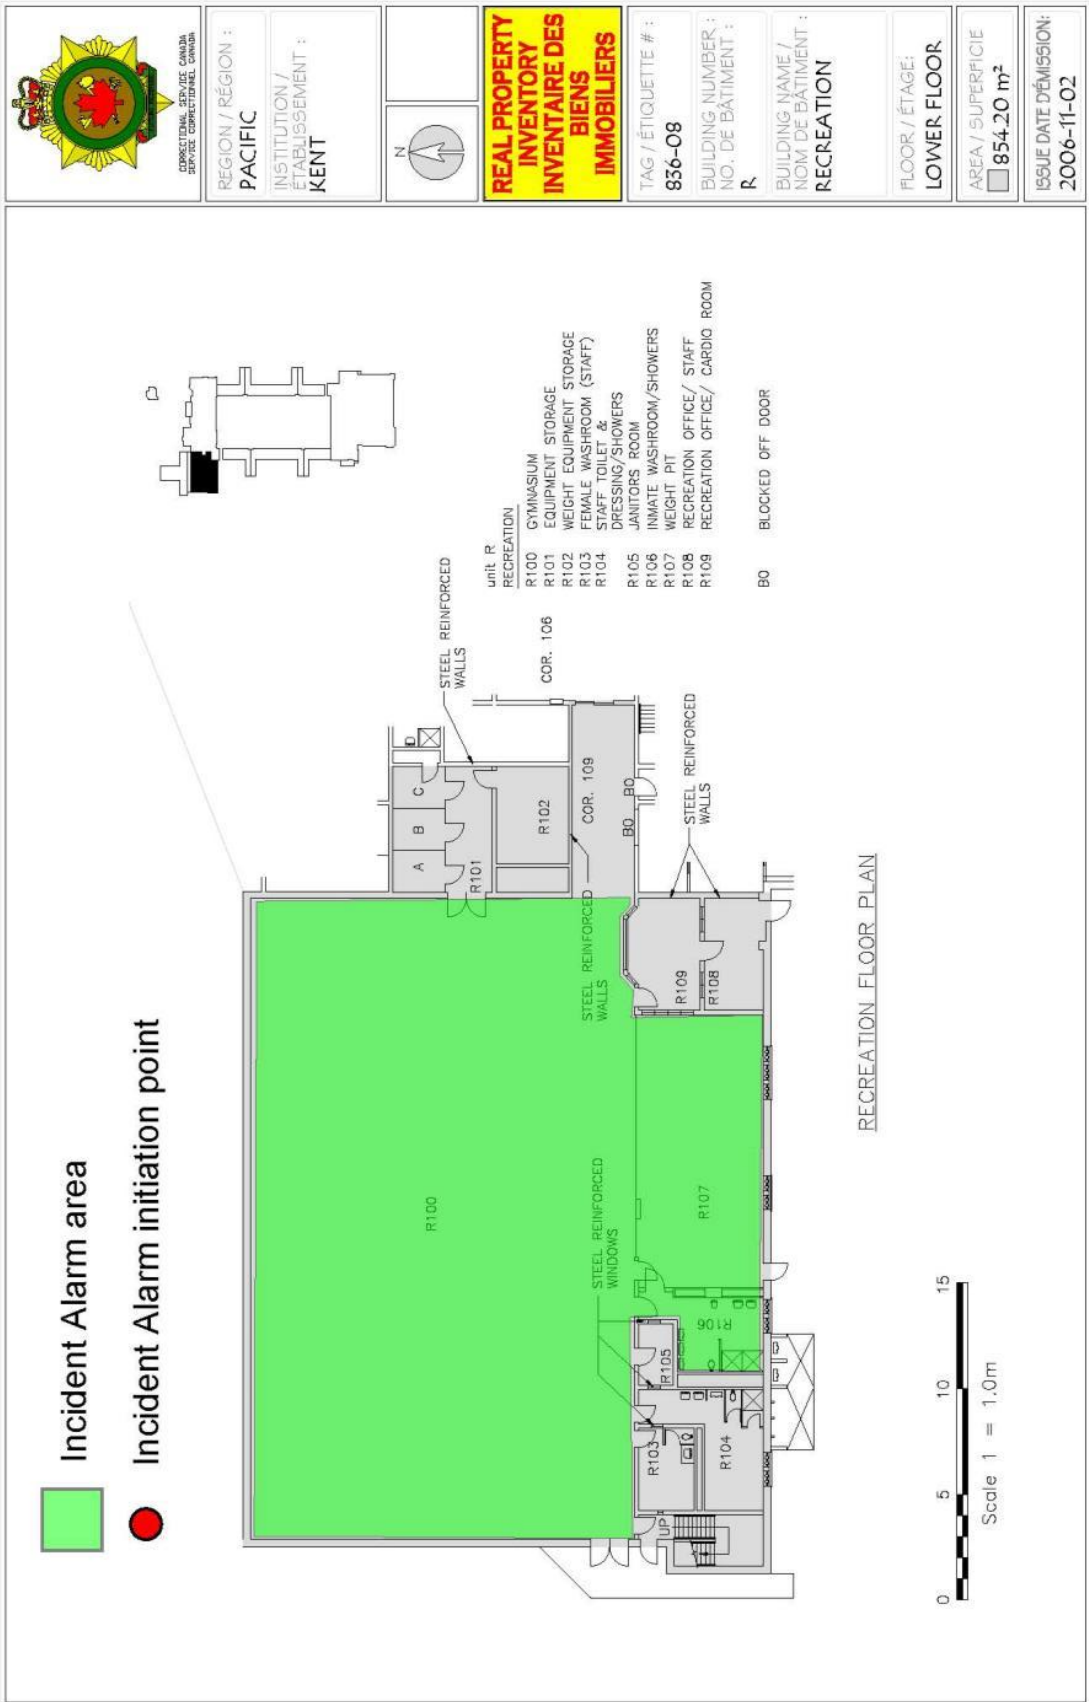 Incident Alarm area
Incident Alarm initiation point
R100
A
B
C
R101
R102
COR. 109
COR. 106
STEEL REINFORCED
WALLS
STEEL REINFORCED
WALLS
STEEL REINFORCED
WALLS
STEEL REINFORCED
WINDOWS
BO
BO
R103
R104
R105
R106
R107
R108
R109
UP
unit R
RECREATION
R100 GYMNASIUM
R101 EQUIPMENT STORAGE
R102 WEIGHT EQUIPMENT STORAGE
R103 FEMALE WASHROOM (STAFF)
R104 STAFF TOILET &
DRESSING/SHOWERS
R105 JANITORS ROOM
R106 INMATE WASHROOM/SHOWERS
R107 WEIGHT PIT
R108 RECREATION OFFICE/ STAFF
R109 RECREATION OFFICE/ CARDIO ROOM
BO BLOCKED OFF DOOR
RECREATION FLOOR PLAN
0 5 10 15
Scale 1 = 1.0m
CORRECTIONAL SERVICE CANADA
SERVICE CORRECTIONNEL CANADA
REGION / RÉGION :
PACIFIC
INSTITUTION /
ÉTABLISSEMENT :
KENT
N
REAL PROPERTY
INVENTORY
INVENTAIRE DES
BIENS
IMMOBILIERS
TAG / ÉTIQUETTE # :
836-08
BUILDING NUMBER :
NO. DE BÂTIMENT :
R
BUILDING NAME /
NOM DE BÂTIMENT :
RECREATION
FLOOR / ÉTAGE:
LOWER FLOOR
AREA / SUPERFICIE
854.20 m²
ISSUE DATE D'ÉMISSION:
2006-11-02